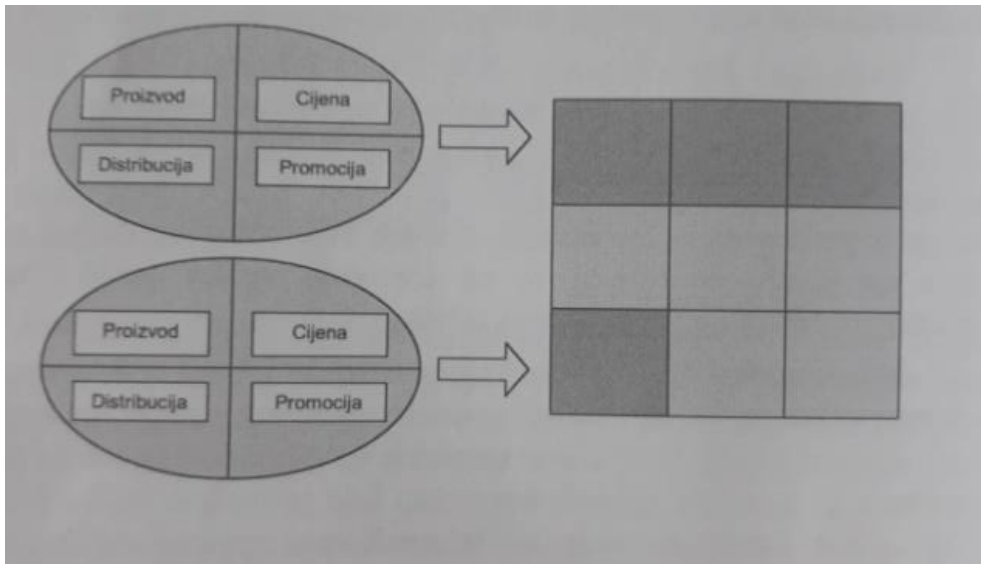 Proizvod
Cijena
Distribucija
Promocija
Proizvod
Cijena
Distribucija
Promocija